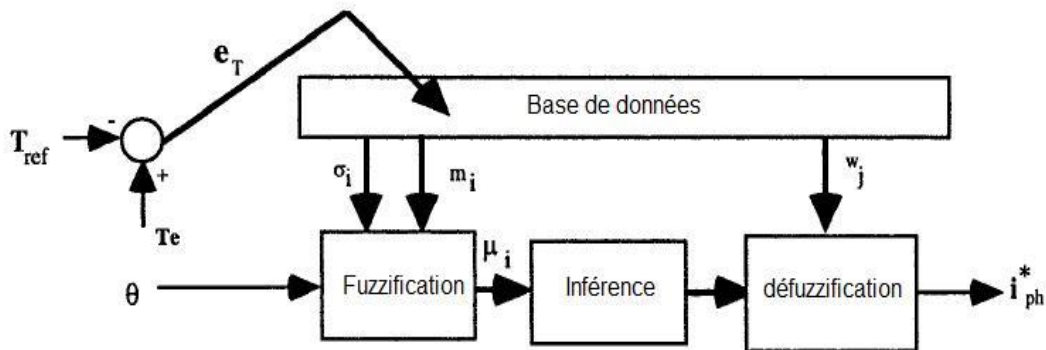 e_T
Base de données
-
T_ref
+
σ_i
m_i
w_j
Te
μ_i
θ
Fuzzification
Inférence
défuzzification
i*_ph